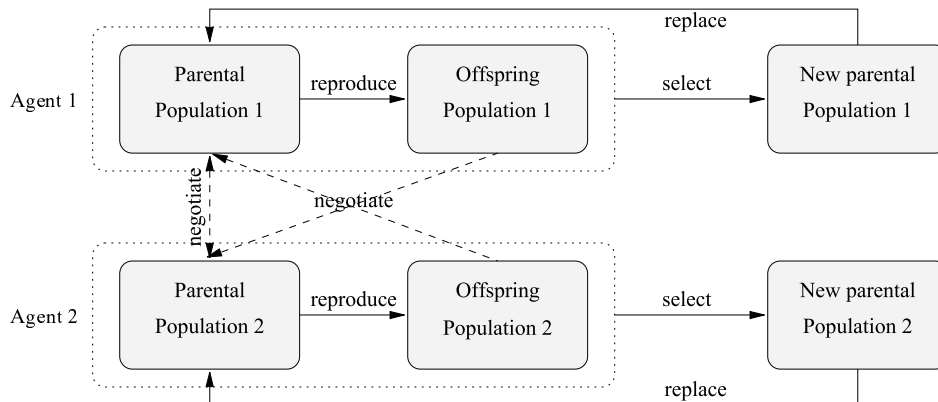 replace
Parental
Population 1
reproduce
Offspring
Population 1
select
New parental
Population 1
Agent 1
negotiate
negotiate
Parental
Population 2
reproduce
Offspring
Population 2
select
New parental
Population 2
Agent 2
replace